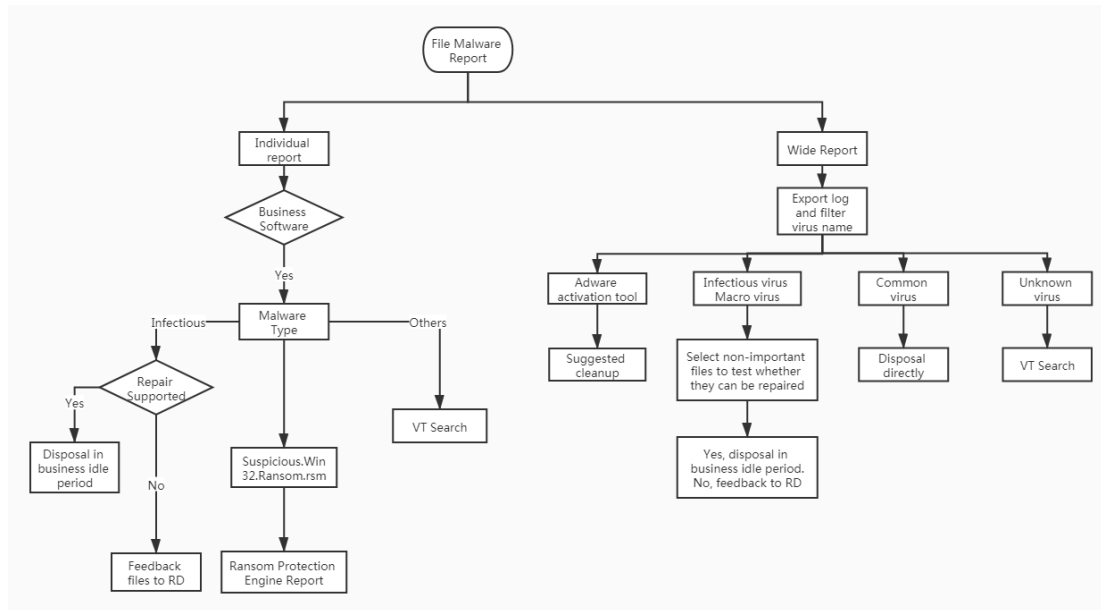 File Malware
Report
Individual
report
Wide Report
Business
Software
Export log
and filter
virus name
Yes
Adware
activation tool
Infectious virus
Macro virus
Common
virus
Unknown
virus
Infectious
Malware
Type
Others
Suggested
cleanup
Select non-important
files to test whether
they can be repaired
Disposal
directly
VT Search
Repair
Supported
Yes
VT Search
Disposal in
business idle
period
Suspicious.Win
32.Ransom.rsm
Yes, disposal in
business idle period.
No, feedback to RD
No
Feedback
files to RD
Ransom Protection
Engine Report